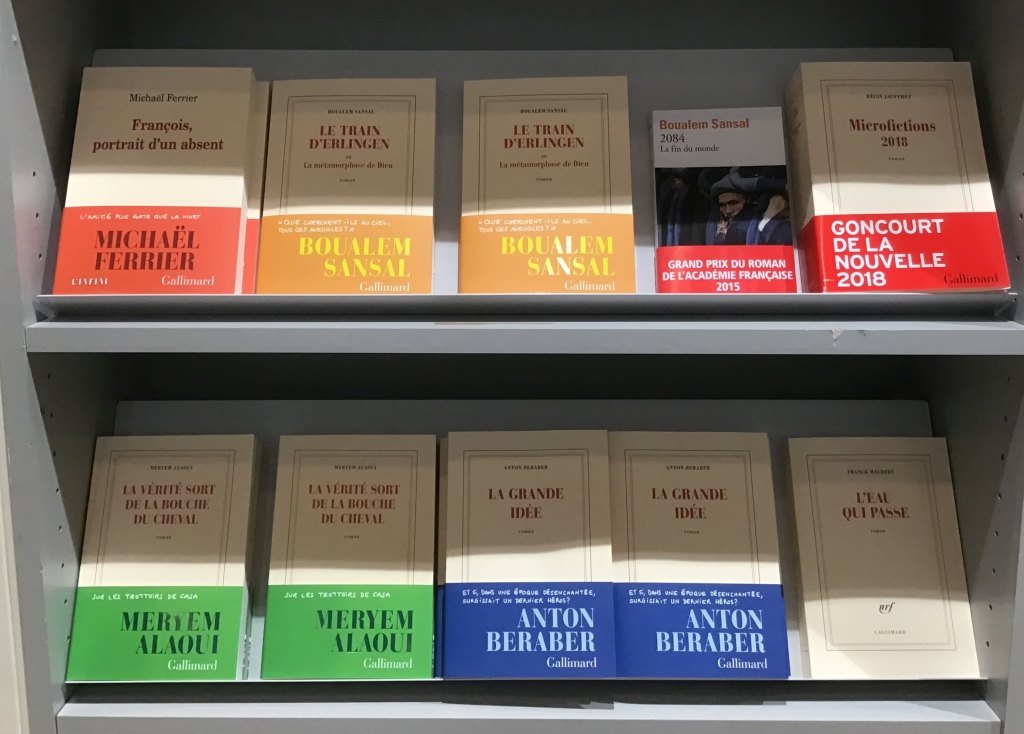 Michaël Ferrier
François,
portrait d'un absent
L'AMITIÉ PLUS FORTE QUE LA MORT
MICHAËL
FERRIER
L'INFINI
Gallimard
BOUALEM SANSAL
LE TRAIN
D'ERLINGEN
ou
La métamorphose de Dieu
ROMAN
« QUE CHERCHENT-ILS AU CIEL,
TOUS CES AVEUGLES ? »
BOUALEM
SANSAL
Gallimard
BOUALEM SANSAL
LE TRAIN
D'ERLINGEN
ou
La métamorphose de Dieu
ROMAN
« QUE CHERCHENT-ILS AU CIEL,
TOUS CES AVEUGLES ? »
BOUALEM
SANSAL
Gallimard
Boualem Sansal
2084
La fin du monde
GRAND PRIX DU ROMAN
DE L'ACADÉMIE FRANÇAISE
2015
RÉGIS JAUFFRET
Microfictions
2018
ROMAN
GONCOURT
DE LA
NOUVELLE
2018
Gallimard
MERYEM ALAOUI
LA VÉRITÉ SORT
DE LA BOUCHE
DU CHEVAL
ROMAN
SUR LES TROTTOIRS DE CASA
MERYEM
ALAOUI
Gallimard
MERYEM ALAOUI
LA VÉRITÉ SORT
DE LA BOUCHE
DU CHEVAL
ROMAN
SUR LES TROTTOIRS DE CASA
MERYEM
ALAOUI
Gallimard
ANTON BERABER
LA GRANDE
IDÉE
ROMAN
ET SI, DANS UNE ÉPOQUE DÉSENCHANTÉE,
SURGISSAIT UN DERNIER HÉROS?
ANTON
BERABER
Gallimard
ANTON BERABER
LA GRANDE
IDÉE
ROMAN
ET SI, DANS UNE ÉPOQUE DÉSENCHANTÉE,
SURGISSAIT UN DERNIER HÉROS?
ANTON
BERABER
Gallimard
FRANCK MAUBERT
L'EAU
QUI PASSE
ROMAN
nrf
GALLIMARD